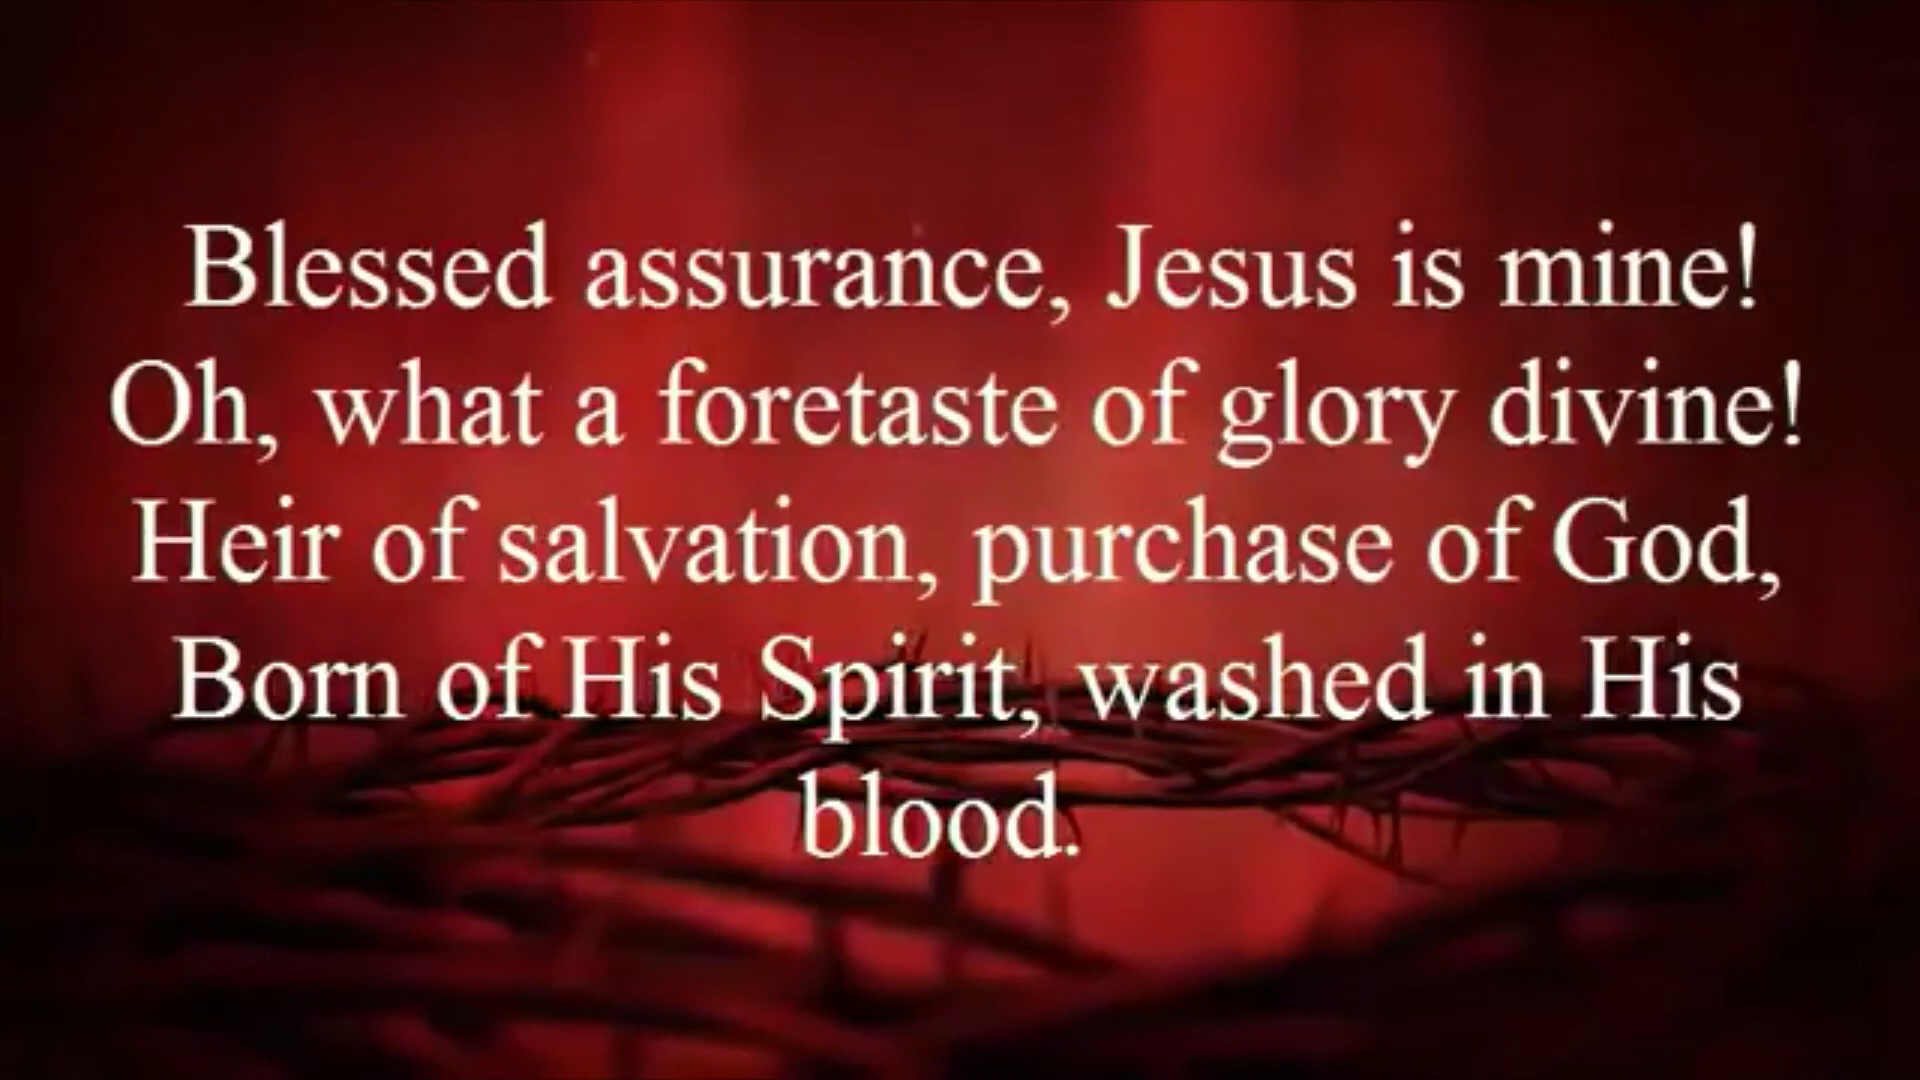 Blessed assurance, Jesus is mine!
Oh, what a foretaste of glory divine!
Heir of salvation, purchase of God,
Born of His Spirit, washed in His
blood.